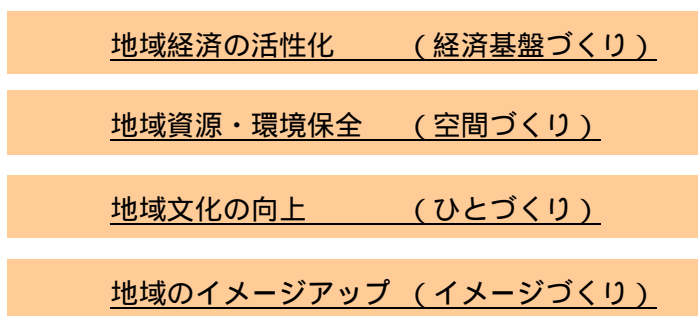 地域経済の活性化　　（経済基盤づくり）
地域資源・環境保全　（空間づくり）
地域文化の向上　　　（ひとづくり）
地域のイメージアップ（イメージづくり）